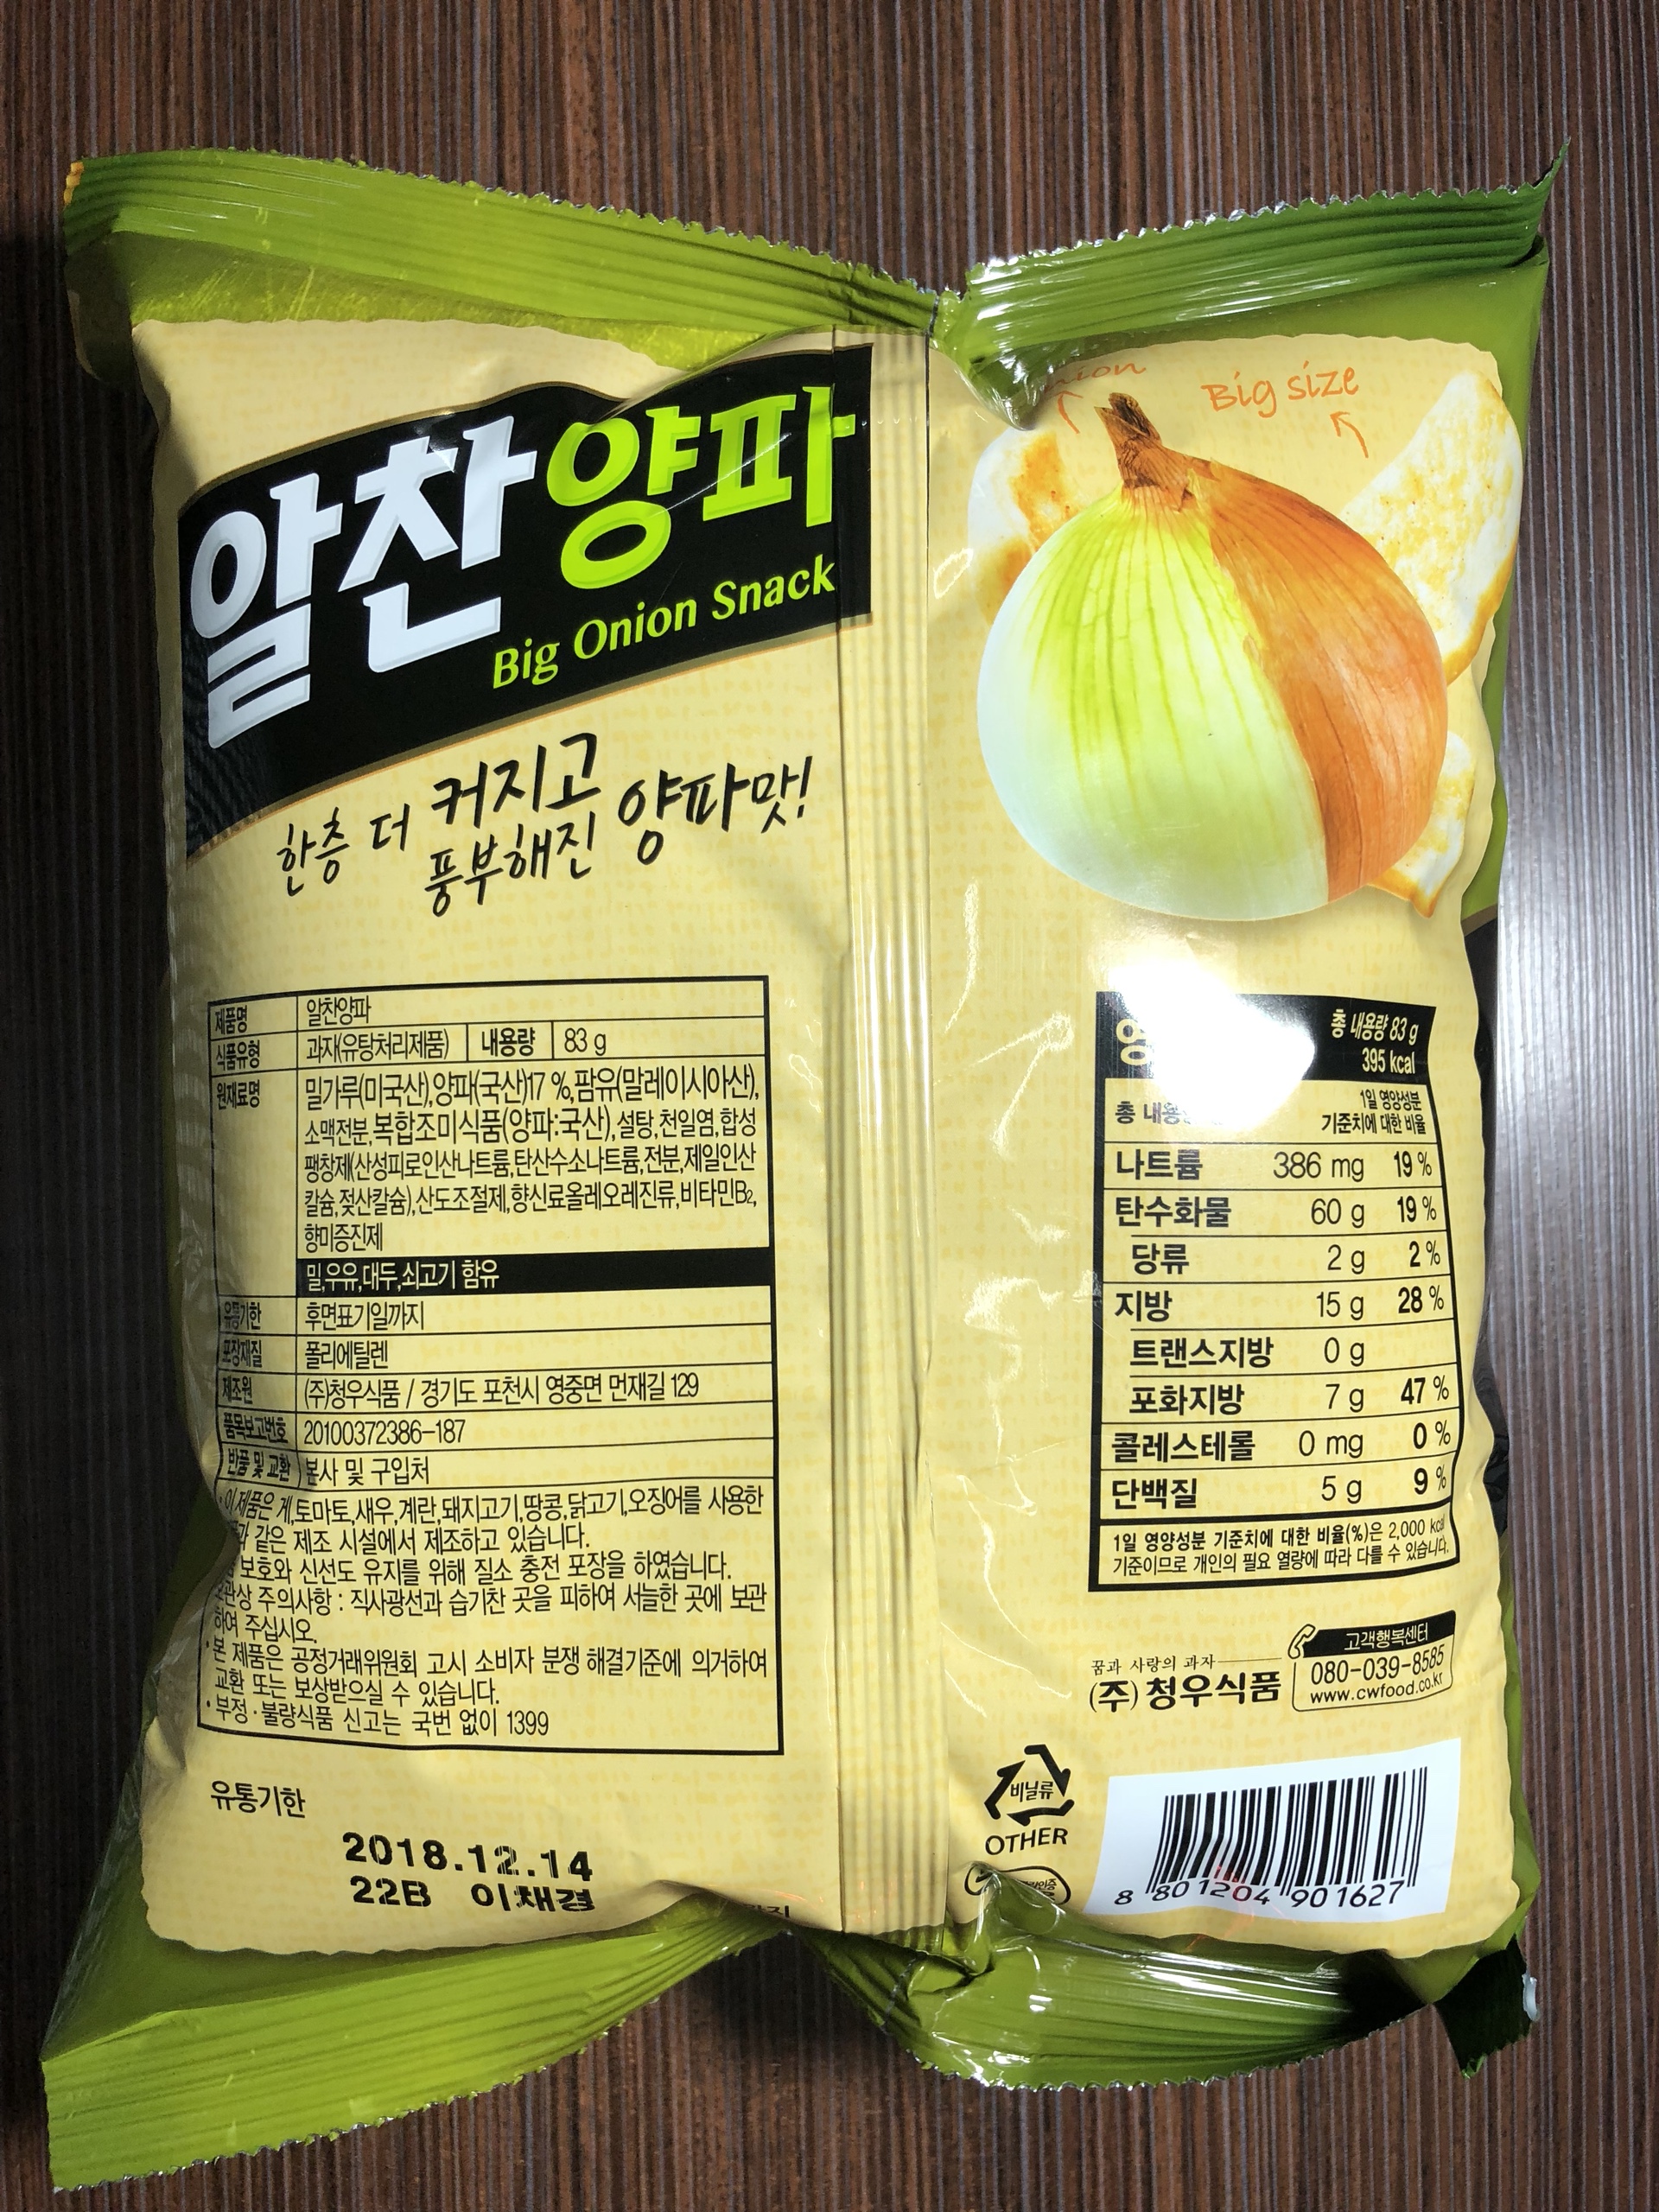 알찬양파
Big Onion Snack
한층 더 커지고 풍부해진 양파맛!
제품명 알찬양파
식품유형 과자(유탕처리제품) 내용량 83 g
원재료명 밀가루(미국산),양파(국산)17 %,팜유(말레이시아산),
소맥전분,복합조미식품(양파:국산),설탕,천일염,합성
팽창제(산성피로인산나트륨,탄산수소나트륨,전분,제일인산
칼슘,젖산칼슘),산도조절제,향신료올레오레진류,비타민B₂,
향미증진제
밀,우유,대두,쇠고기 함유
유통기한 후면표기일까지
포장재질 폴리에틸렌
제조원 (주)청우식품 / 경기도 포천시 영중면 먼재길 129
품목보고번호 20100372386-187
반품 및 교환 본사 및 구입처
• 이 제품은 게,토마토,새우,계란,돼지고기,땅콩,닭고기,오징어를 사용한
같은 제조 시설에서 제조하고 있습니다.
보호와 신선도 유지를 위해 질소 충전 포장을 하였습니다.
보관상 주의사항 : 직사광선과 습기찬 곳을 피하여 서늘한 곳에 보관
하여 주십시오.
• 본 제품은 공정거래위원회 고시 소비자 분쟁 해결기준에 의거하여
교환 또는 보상받으실 수 있습니다.
• 부정·불량식품 신고는 국번 없이 1399
유통기한
2018.12.14
22B 이채경
Big size
총 내용량 83 g
395 kcal
총 1일 영양성분
기준치에 대한 비율
나트륨 386 mg 19 %
탄수화물 60 g 19 %
당류 2 g 2 %
지방 15 g 28 %
트랜스지방 0 g
포화지방 7 g 47 %
콜레스테롤 0 mg 0 %
단백질 5 g 9 %
1일 영양성분 기준치에 대한 비율(%)은 2,000 kcal
기준이므로 개인의 필요 열량에 따라 다를 수 있습니다.
꿈과 사랑의 과자
(주)청우식품
고객행복센터
080-039-8585
www.cwfood.co.kr
비닐류
OTHER
8 801204 901627